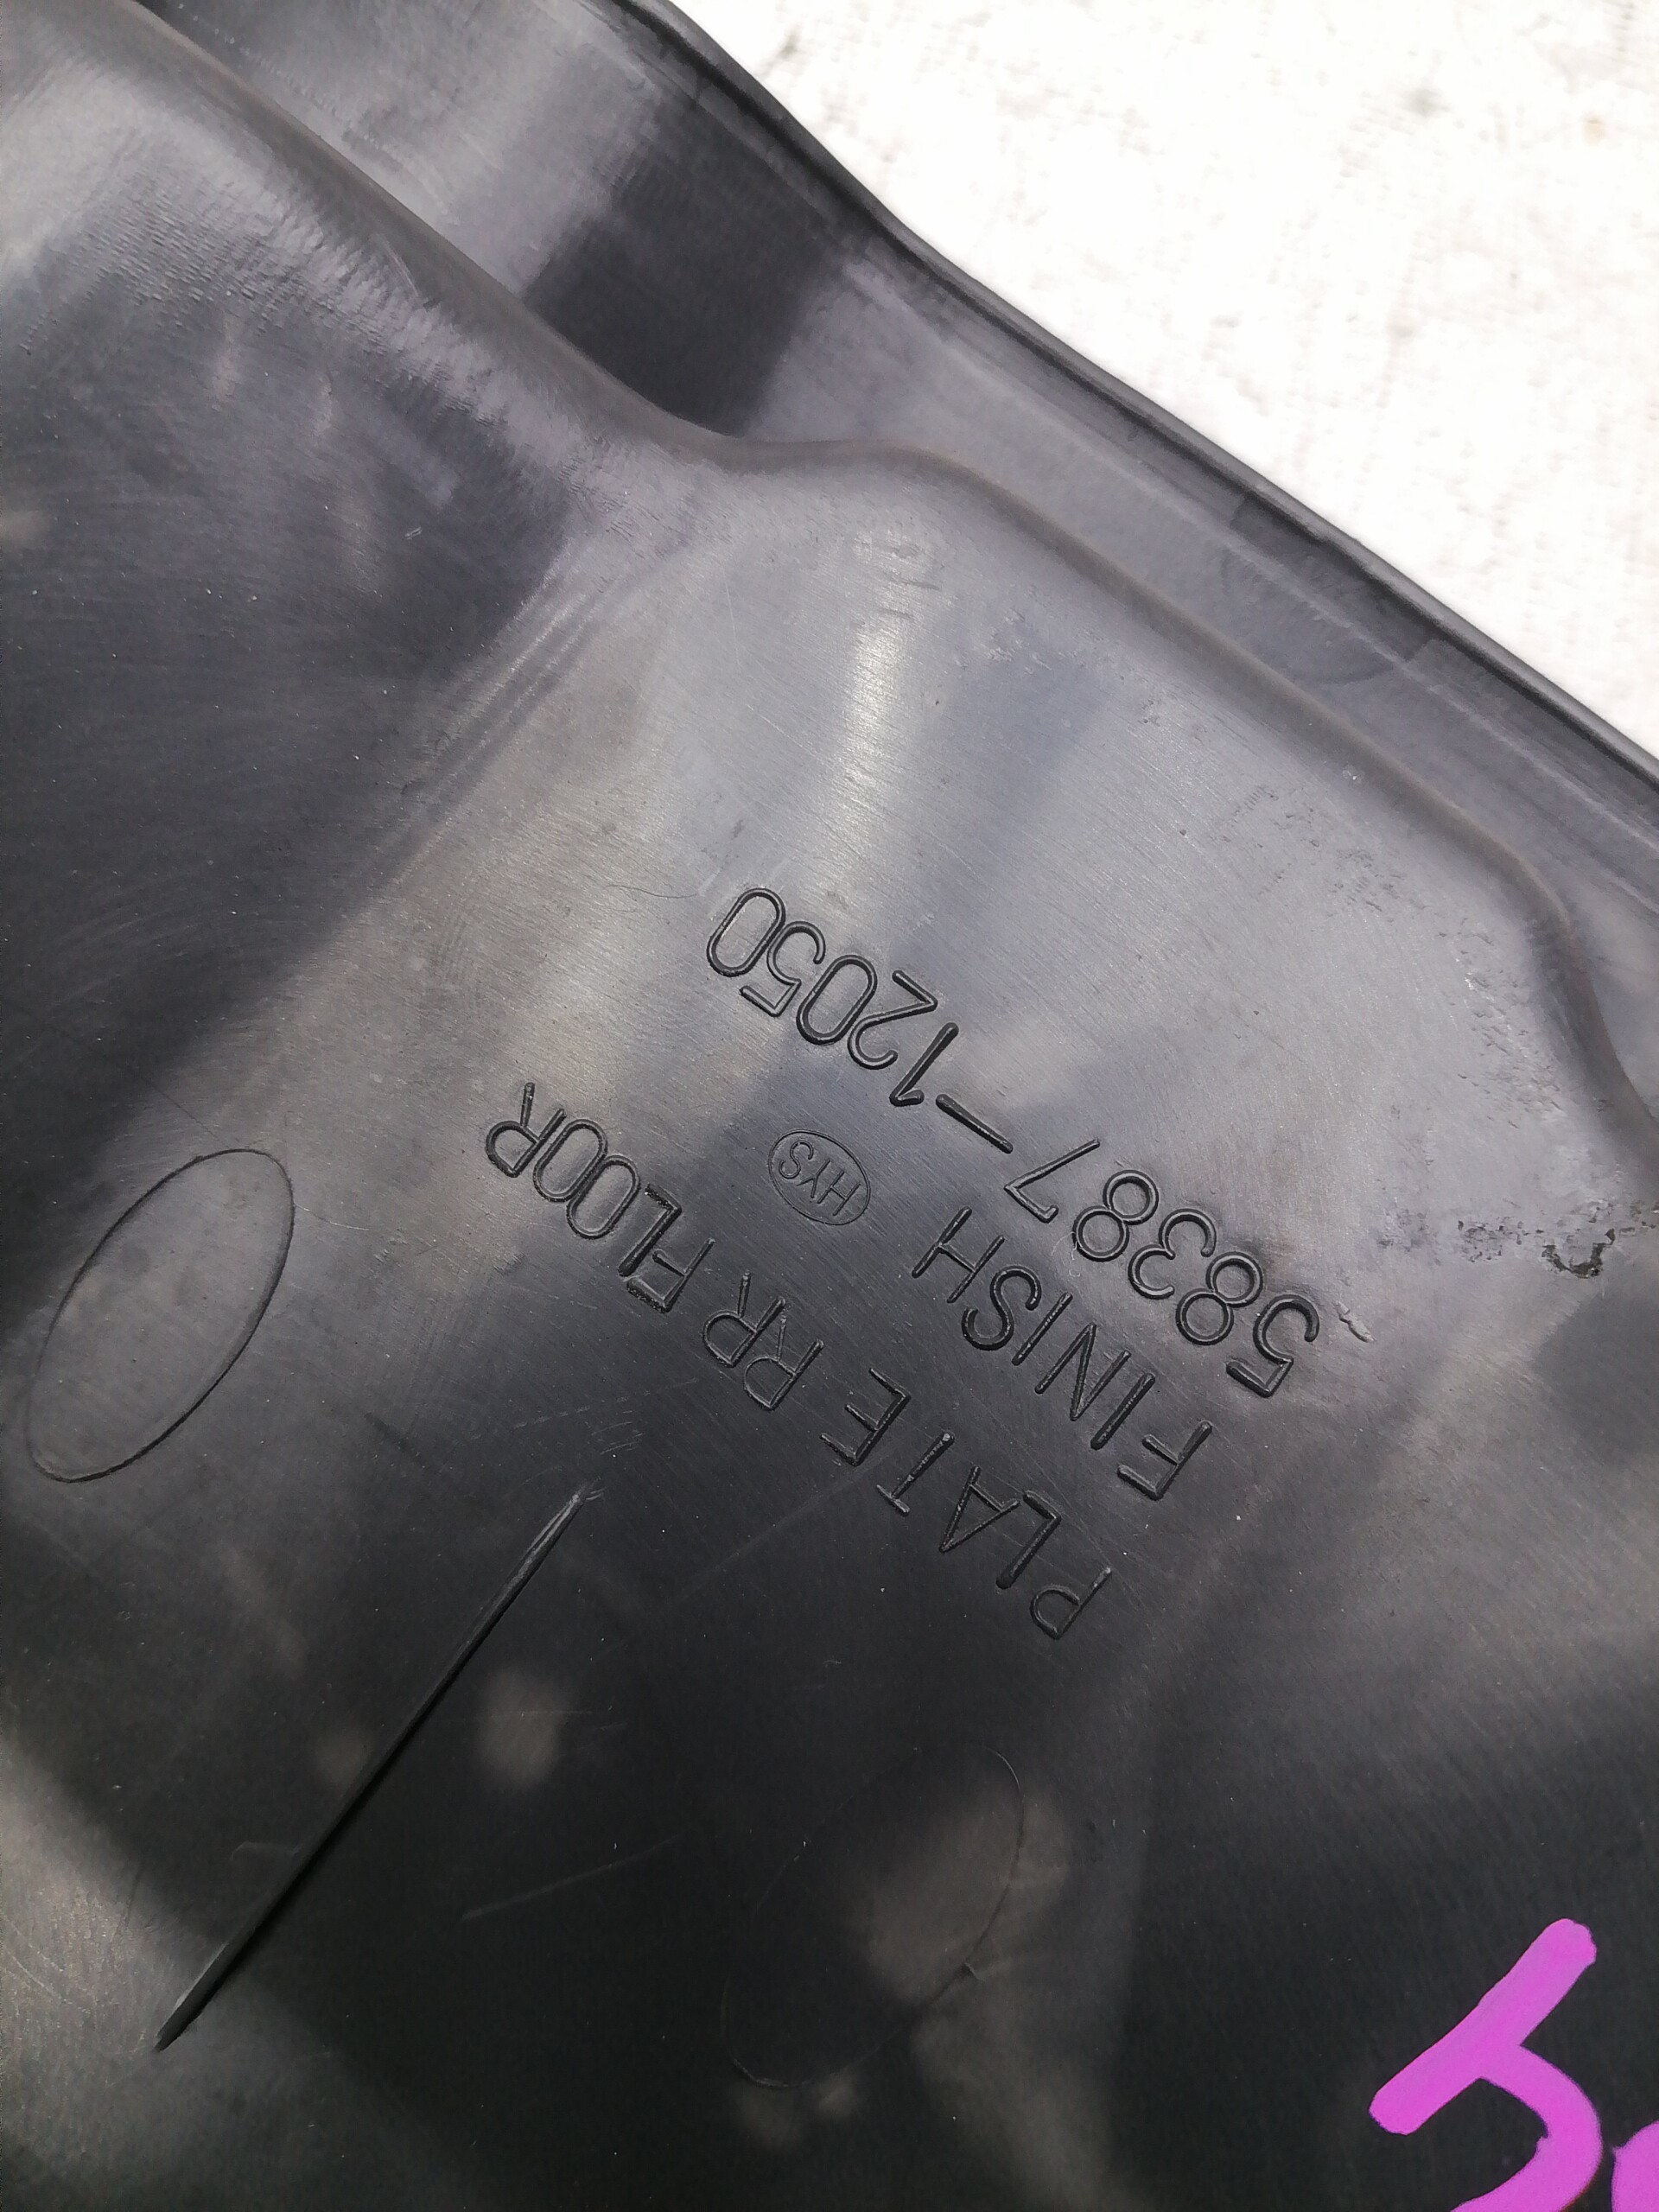 58387-12050
FINISH
HYS
PLATE RR FLOOR